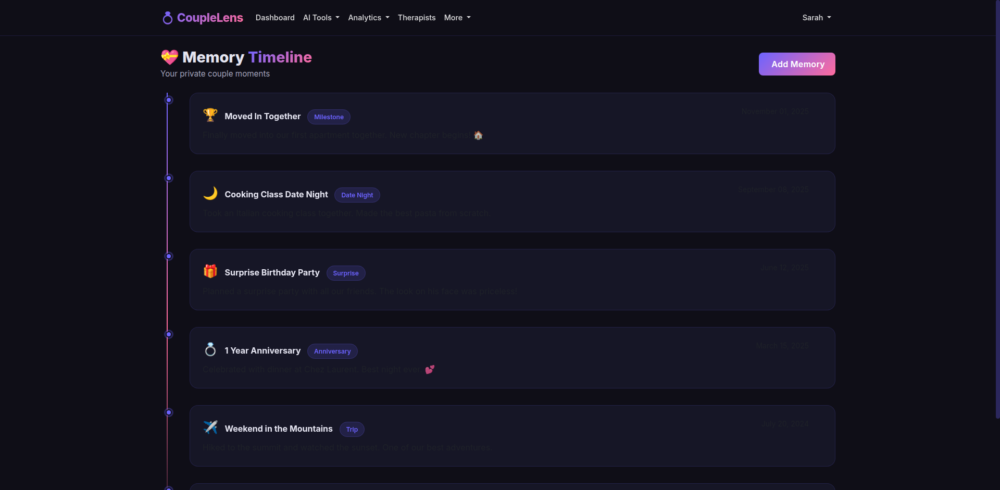 CoupleLens
Dashboard
AI Tools
Analytics
Therapists
More
Sarah
Memory Timeline
Your private couple moments
Add Memory
Moved In Together
Milestone
November 01, 2025
Finally moved into our first apartment together. New chapter begins!
Cooking Class Date Night
Date Night
September 08, 2025
Took an Italian cooking class together. Made the best pasta from scratch.
Surprise Birthday Party
Surprise
June 12, 2025
Planned a surprise party with all our friends. The look on his face was priceless!
1 Year Anniversary
Anniversary
March 15, 2025
Celebrated with dinner at Chez Laurent. Best night ever.
Weekend in the Mountains
Trip
July 20, 2024
Hiked to the summit and watched the sunset. One of our best adventures.